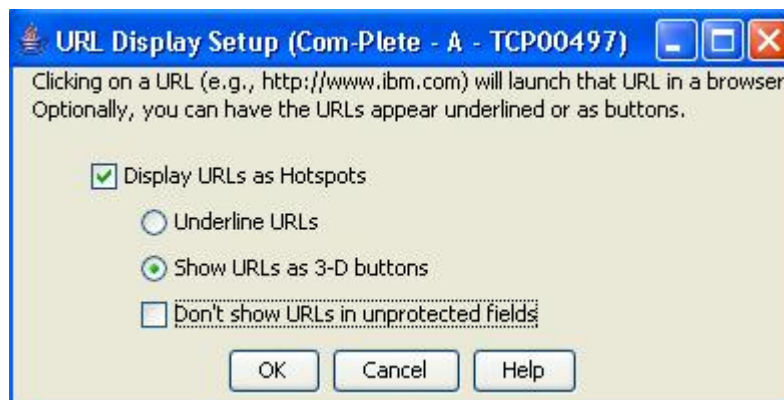 URL Display Setup (Com-Plete - A - TCP00497)
Clicking on a URL (e.g., http://www.ibm.com) will launch that URL in a browser
Optionally, you can have the URLs appear underlined or as buttons.
Display URLs as Hotspots
Underline URLs
Show URLs as 3-D buttons
Don't show URLs in unprotected fields
OK Cancel Help